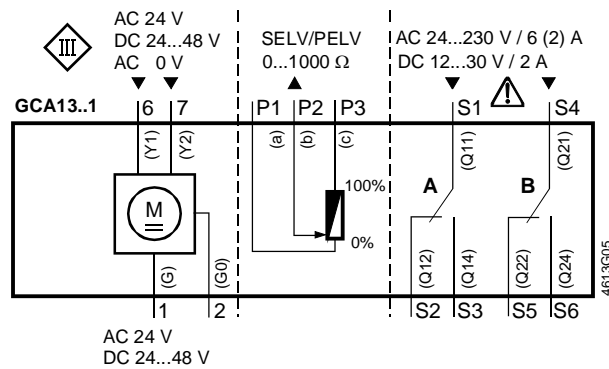 AC 24 V
DC 24...48 V
AC 0 V
III
SELV/PELV
0...1000 Ω
AC 24...230 V / 6 (2) A
DC 12...30 V / 2 A
GCA13..1
6 7 P1 P2 P3 S1 S4
(Y1) (Y2) (a) (b) (c) (Q11) (Q21)
100%
A B
M
0%
(G) (G0) (Q12) (Q14) (Q22) (Q24)
1 2 S2 S3 S5 S6
AC 24 V
DC 24...48 V
4613G05